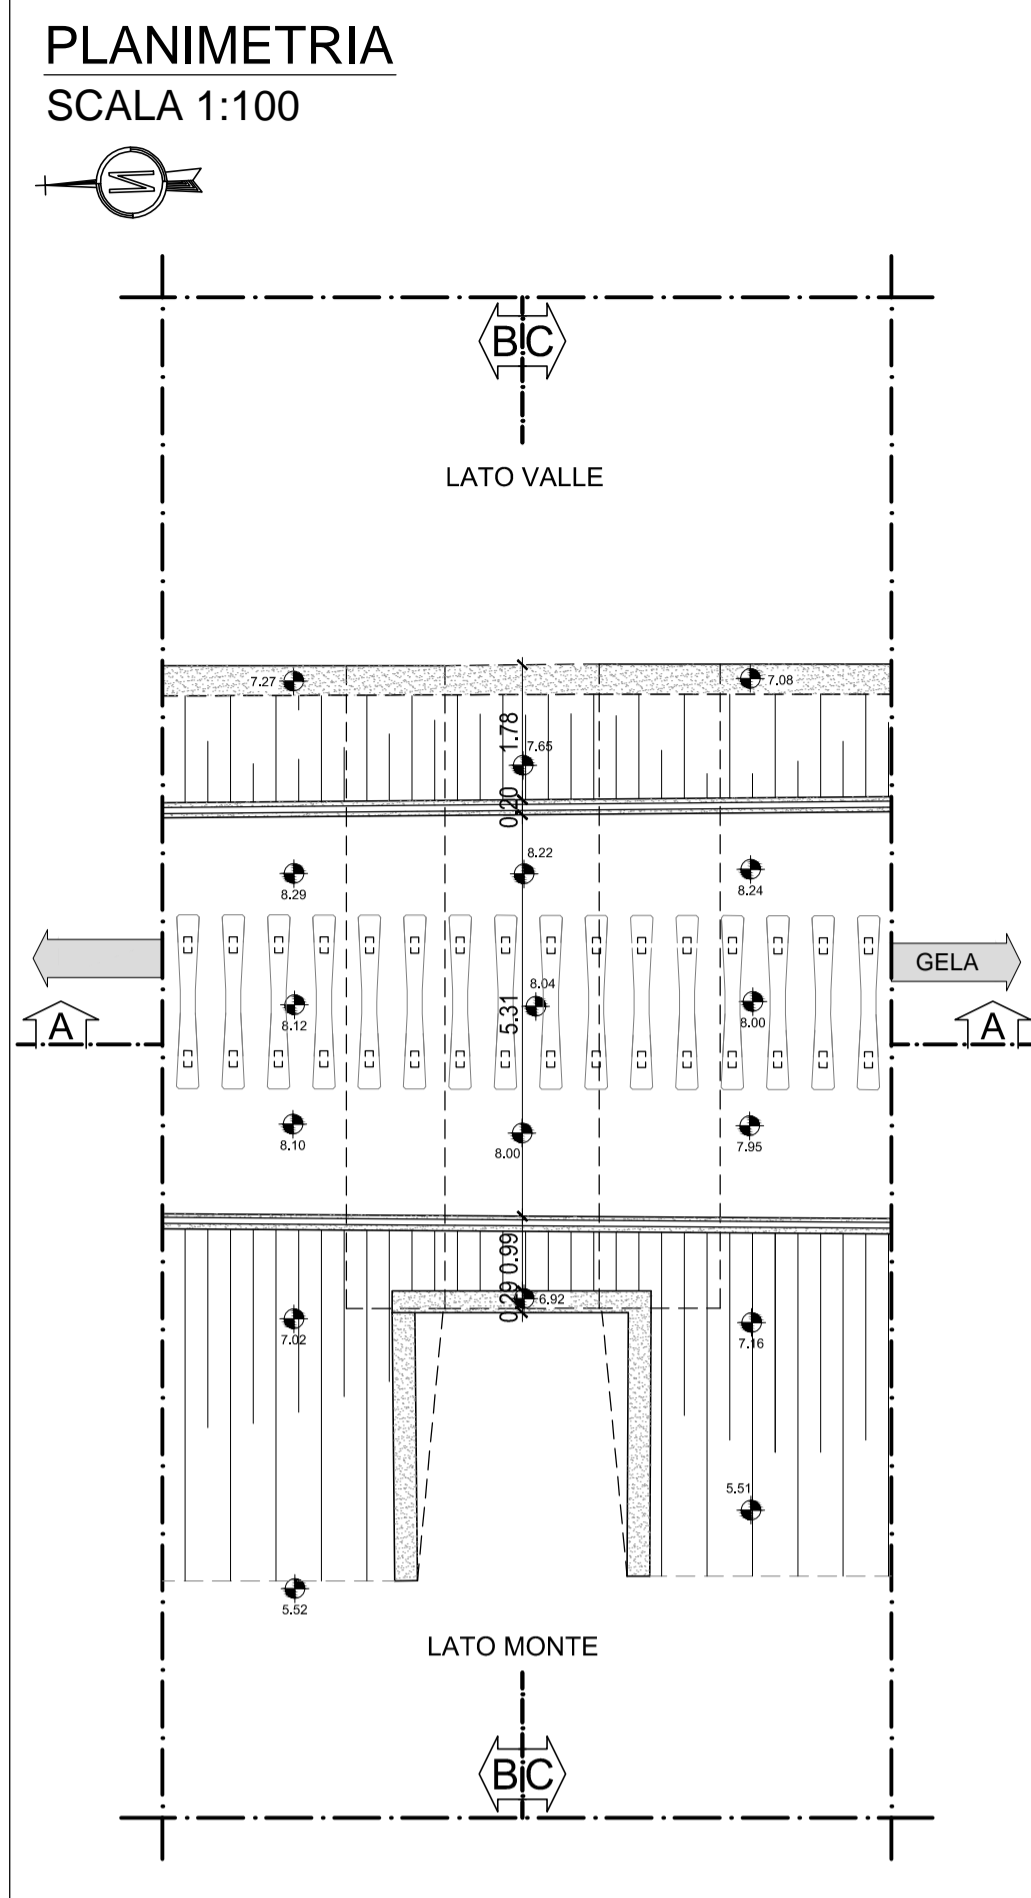 PLANIMETRIA
SCALA 1:100
N
B C
LATO VALLE
7.27
7.08
1.78
7.65
0.20
8.22
8.29
8.24
GELA
8.04
5.31
8.12
8.00
A
A
8.10
8.00
7.95
0.99
0.29
6.92
7.02
7.16
5.51
5.52
LATO MONTE
B C